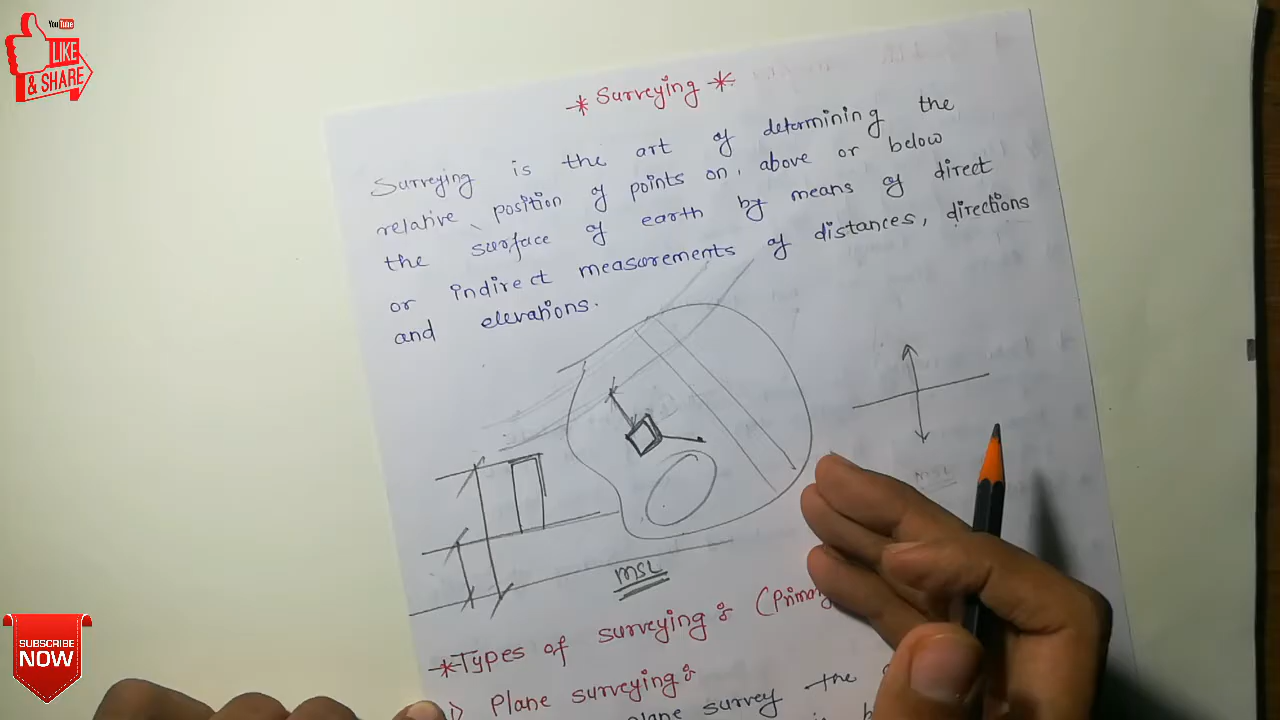 YouTube
LIKE
& SHARE
* Surveying *
Surveying is the art of determining the
relative position of points on, above or below
the surface of earth by means of direct
or indirect measurements of distances, directions
and elevations.
MSL
MSL
* Types of surveying: (Primary
1) Plane surveying:
plane survey the
SUBSCRIBE
NOW